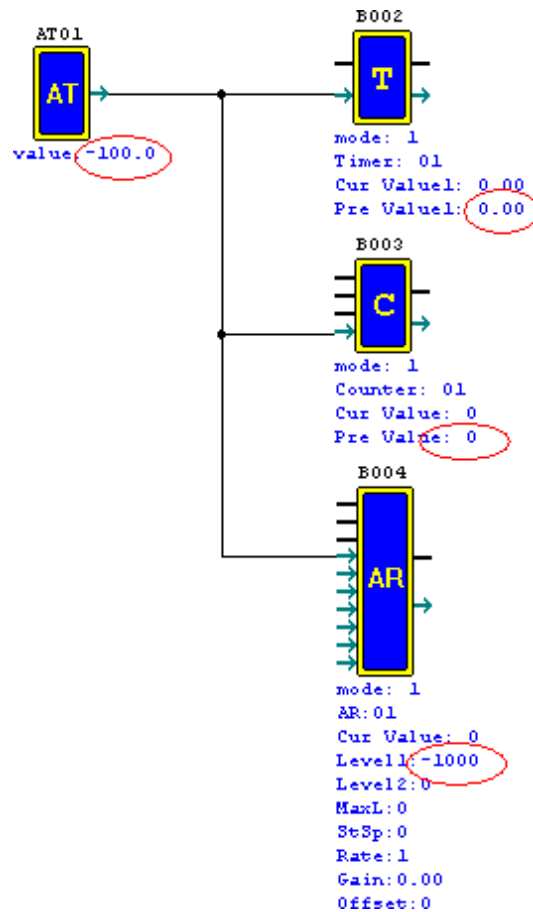 AT01
AT
value:-100.0
B002
T
mode: 1
Timer: 01
Cur Value1: 0.00
Pre Value1: 0.00
B003
C
mode: 1
Counter: 01
Cur Value: 0
Pre Value: 0
B004
AR
mode: 1
AR:01
Cur Value: 0
Level1:-1000
Level2:0
MaxL:0
StSp:0
Rate:1
Gain:0.00
Offset:0